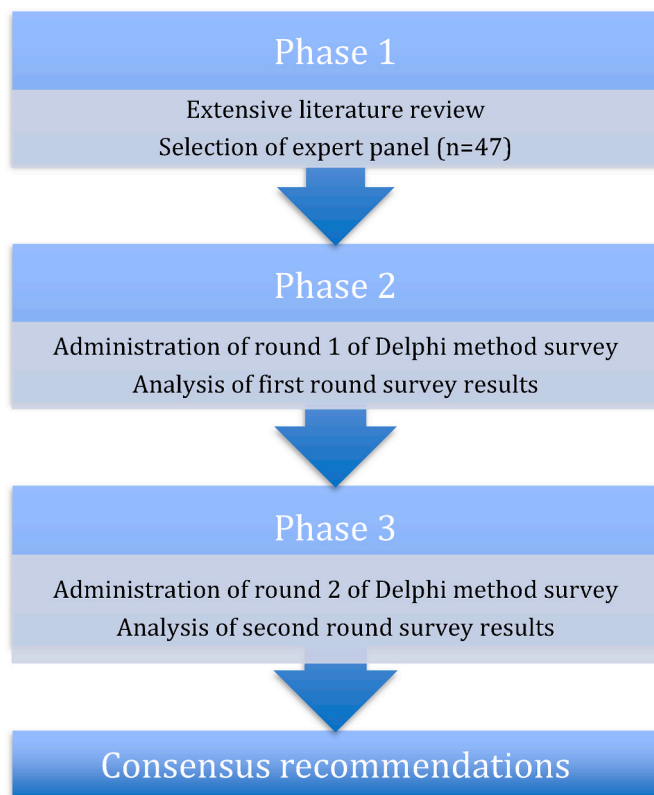 Phase 1
Extensive literature review
Selection of expert panel (n=47)
Phase 2
Administration of round 1 of Delphi method survey
Analysis of first round survey results
Phase 3
Administration of round 2 of Delphi method survey
Analysis of second round survey results
Consensus recommendations